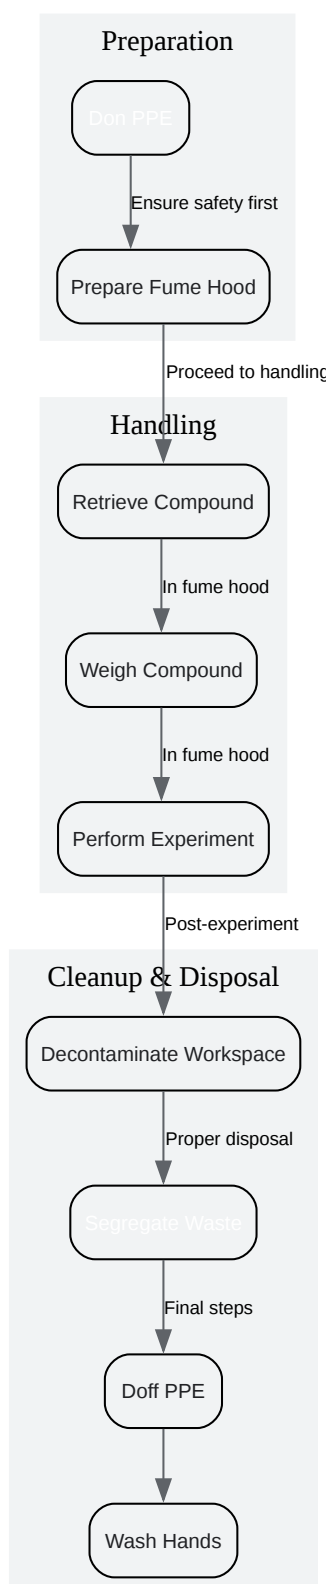 Preparation
Don PPE
Ensure safety first
Prepare Fume Hood
Proceed to handling
Handling
Retrieve Compound
In fume hood
Weigh Compound
In fume hood
Perform Experiment
Post-experiment
Cleanup & Disposal
Decontaminate Workspace
Proper disposal
Segregate Waste
Final steps
Doff PPE
Wash Hands